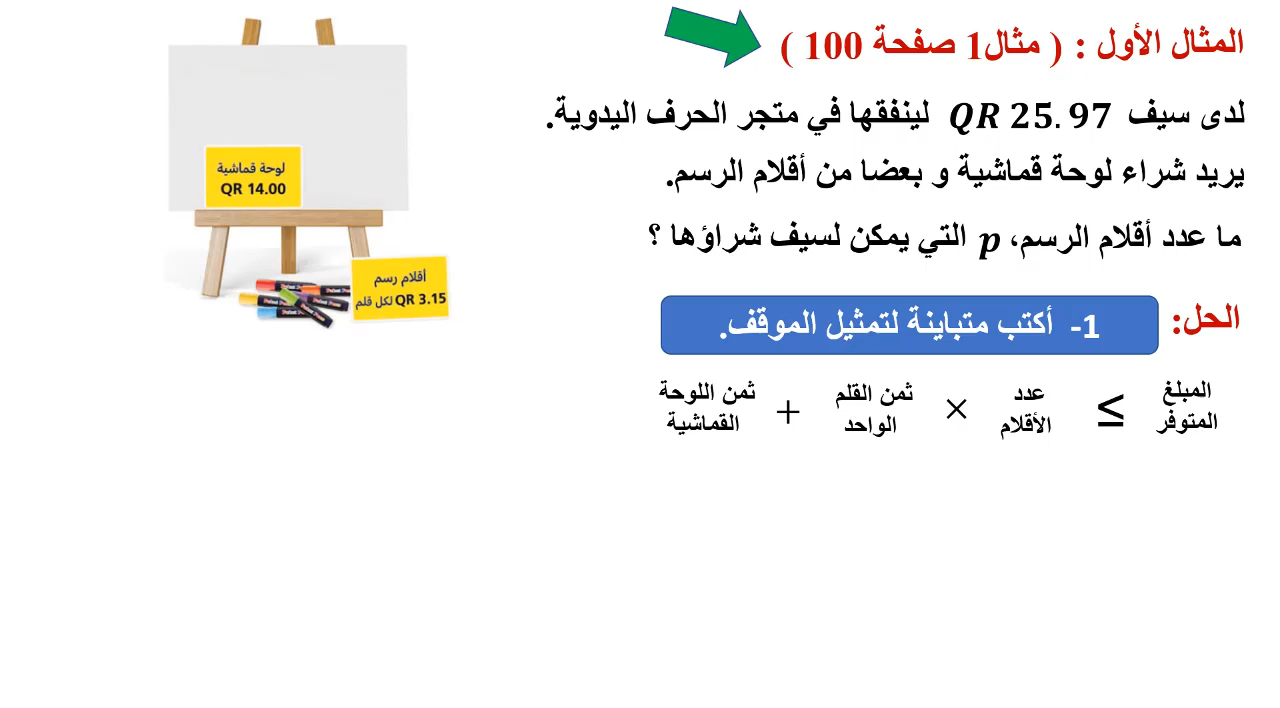 المثال الأول : ( مثال1 صفحة 100 )
لدى سيف QR 25.97 لينفقها في متجر الحرف اليدوية.
يريد شراء لوحة قماشية و بعضا من أقلام الرسم.
ما عدد أقلام الرسم، p التي يمكن لسيف شراؤها ؟
لوحة قماشية
QR 14.00
أقلام رسم
QR 3.15 لكل قلم
الحل:
1- أكتب متباينة لتمثيل الموقف.
ثمن اللوحة القماشية + ثمن القلم الواحد × عدد الأقلام ≤ المبلغ المتوفر